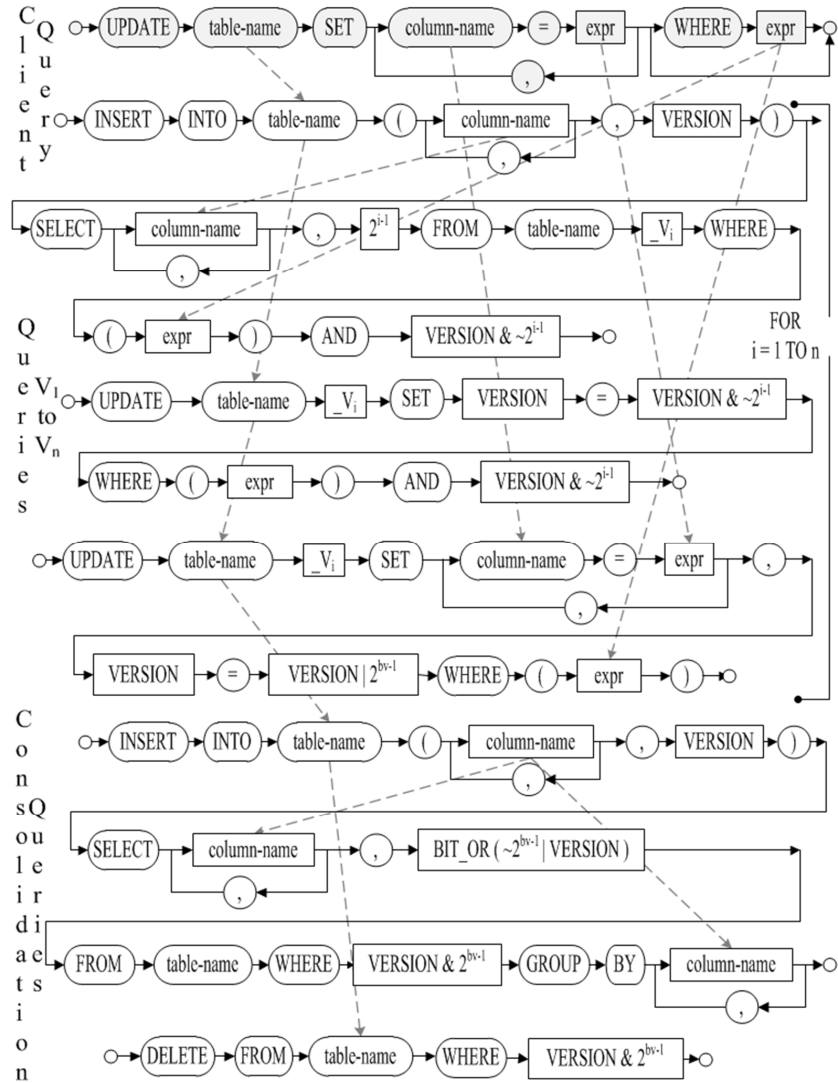 Client Query
UPDATE table-name SET column-name = expr WHERE expr
,
INSERT INTO table-name ( column-name , VERSION )
,
SELECT column-name , 2^i-1 FROM table-name _Vi WHERE
,
Queries V1 to Vn
( expr ) AND VERSION & ~2^i-1
FOR
i = 1 TO n
UPDATE table-name _Vi SET VERSION = VERSION & ~2^i-1
WHERE ( expr ) AND VERSION & ~2^i-1
UPDATE table-name _Vi SET column-name = expr ,
,
VERSION = VERSION | 2^bv-1 WHERE ( expr )
Consolidation Queries
INSERT INTO table-name ( column-name , VERSION )
,
SELECT column-name , BIT_OR ( ~2^bv-1 | VERSION )
,
FROM table-name WHERE VERSION & 2^bv-1 GROUP BY column-name
,
DELETE FROM table-name WHERE VERSION & 2^bv-1